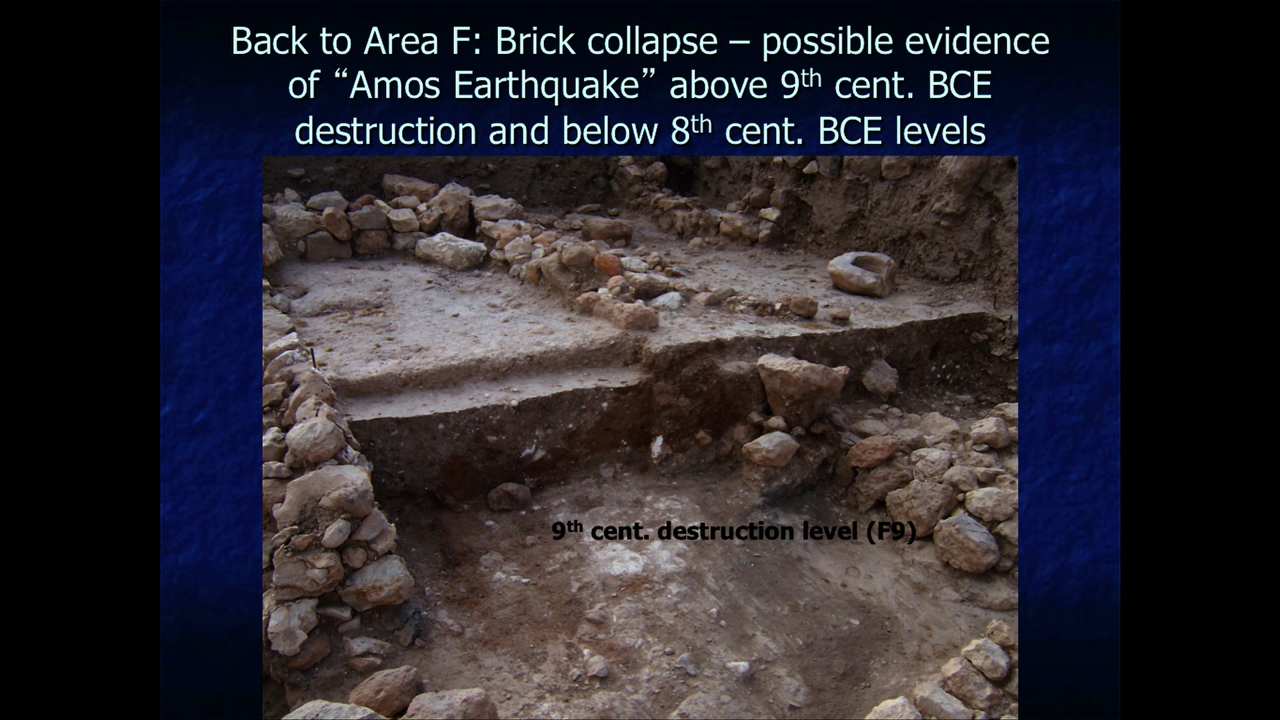 Back to Area F: Brick collapse – possible evidence
of “Amos Earthquake” above 9th cent. BCE
destruction and below 8th cent. BCE levels
9th cent. destruction level (F9)